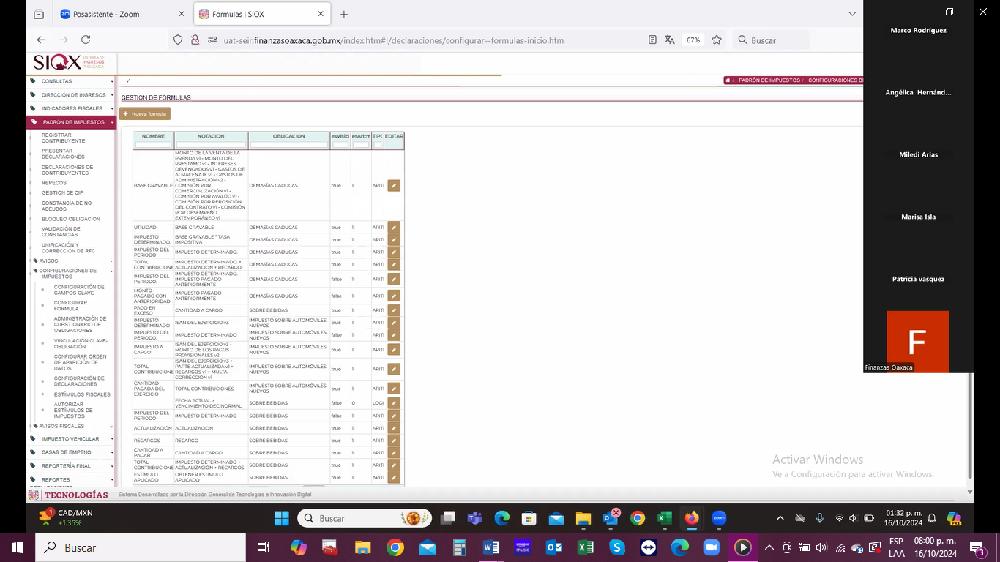 Posasistente - Zoom
Formulas | SiOX
uat-seir.finanzasoaxaca.gob.mx/index.htm#!/declaraciones/configurar--formulas-inicio.htm
67%
Buscar
SIOX SISTEMA DE INGRESOS DE OAXACA
CONSULTAS
DIRECCIÓN DE INGRESOS
INDICADORES FISCALES
PADRÓN DE IMPUESTOS
REGISTRAR
CONTRIBUYENTE
PRESENTAR
DECLARACIONES
DECLARACIONES DE
CONTRIBUYENTES
REPECOS
GESTIÓN DE CIP
CONSTANCIA DE NO
ADEUDOS
BLOQUEO OBLIGACION
VALIDACIÓN DE
CONSTANCIAS
UNIFICACIÓN Y
CORRECCIÓN DE RFC
AVISOS
CONFIGURACIONES DE
IMPUESTOS
CONFIGURACIÓN DE
CAMPOS CLAVE
CONFIGURAR
FÓRMULA
ADMINISTRACIÓN DE
CUESTIONARIO DE
OBLIGACIONES
VINCULACIÓN CLAVE-
OBLIGACIÓN
CONFIGURAR ORDEN
DE APARICIÓN DE
DATOS
CONFIGURACIÓN DE
DECLARACIONES
ESTÍMULOS FISCALES
AUTORIZAR
ESTÍMULOS DE
IMPUESTOS
AVISOS FISCALES
IMPUESTO VEHICULAR
CASAS DE EMPENO
REPORTERÍA FINAL
REPORTES
PADRÓN DE IMPUESTOS / CONFIGURACIONES DE
GESTIÓN DE FÓRMULAS
+ Nueva formula
NOMBRE NOTACION OBLIGACION esVisibl esAritm TIPO EDITAR
BASE GRAVABLE
MONTO DE LA VENTA DE LA
PRENDA v1 - MONTO DEL
PRESTAMO v1 - INTERESES
DEVENGADOS v1 - GASTOS DE
ALMACENAJE v1 - GASTOS DE
ADMINISTRACIÓN v2 -
COMISIÓN POR
COMERCIALIZACIÓN v1 -
COMISIÓN POR AVALÚO v1 -
COMISIÓN POR REPOSICIÓN
DEL CONTRATO v1 - COMISIÓN
POR DESEMPEÑO
EXTEMPORÁNEO v1
DEMASÍAS CADUCAS true 1
UTILIDAD BASE GRAVABLE DEMASÍAS CADUCAS true 1 ARIT
IMPUESTO DETERMINADO. BASE GRAVABLE * TASA IMPOSITIVA DEMASÍAS CADUCAS true 1 ARIT
IMPUESTO DEL PERIODO IMPUESTO DETERMINADO. DEMASÍAS CADUCAS true 1 ARIT
TOTAL CONTRIBUCIONE IMPUESTO DETERMINADO. + ACTUALIZACION + RECARGO DEMASÍAS CADUCAS true 1 ARIT
IMPUESTO DEL PERIODO. IMPUESTO DETERMINADO. - IMPUESTO PAGADO ANTERIORMENTE DEMASÍAS CADUCAS false 1 ARIT
MONTO PAGADO CON ANTERIORIDAD IMPUESTO PAGADO ANTERIORMENTE DEMASÍAS CADUCAS false 1 ARIT
PAGO EN EXCESO CANTIDAD A CARGO SOBRE BEBIDAS true 1 ARIT
IMPUESTO DETERMINADO ISAN DEL EJERCICIO v3 IMPUESTO SOBRE AUTOMÓVILES NUEVOS true 1 ARIT
IMPUESTO DEL PERIODO. IMPUESTO DETERMINADO IMPUESTO SOBRE AUTOMÓVILES NUEVOS false 1 ARIT
IMPUESTO A CARGO ISAN DEL EJERCICIO v3 - MONTO DE LOS PAGOS PROVISIONALES v2 IMPUESTO SOBRE AUTOMÓVILES NUEVOS true 1 ARIT
TOTAL CONTRIBUCIONE ISAN DEL EJERCICIO v3 + PARTE ACTUALIZADA v1 + RECARGOS v1 + MULTA CORRECCIÓN v1 IMPUESTO SOBRE AUTOMÓVILES NUEVOS true 1 ARIT
CANTIDAD PAGADA DEL EJERCICIO TOTAL CONTRIBUCIONES IMPUESTO SOBRE AUTOMÓVILES NUEVOS true 1 ARIT
FECHA ACTUAL > VENCIMIENTO DEC NORMAL SOBRE BEBIDAS false 0 LOGI
IMPUESTO DEL PERIODO IMPUESTO DETERMINADO SOBRE BEBIDAS false 1 ARIT
ACTUALIZACIÓN ACTUALIZACION SOBRE BEBIDAS true 1 ARIT
RECARGOS RECARGO SOBRE BEBIDAS true 1 ARIT
CANTIDAD A PAGAR CANTIDAD A CARGO SOBRE BEBIDAS true 1 ARIT
TOTAL CONTRIBUCIONE IMPUESTO DETERMINADO + ACTUALIZACIÓN + RECARGOS SOBRE BEBIDAS true 1 ARIT
ESTÍMULO APLICADO OBTENER ESTIMULO APLICADO SOBRE BEBIDAS true 1 ARIT
Marco Rodríguez
Angélica Hernánd...
Miledi Arias
Marisa Isla
Patricia vasquez
F
Finanzas Oaxaca
Activar Windows
Ve a Configuración para activar Windows.
TECNOLOGÍAS
Sistema Desarrollado por la Dirección General de Tecnologías e Innovación Digital
1
CAD/MXN
+1.35%
Buscar
01:32 p. m.
16/10/2024
PRE
Buscar
ESP
LAA
08:00 p. m.
16/10/2024
3